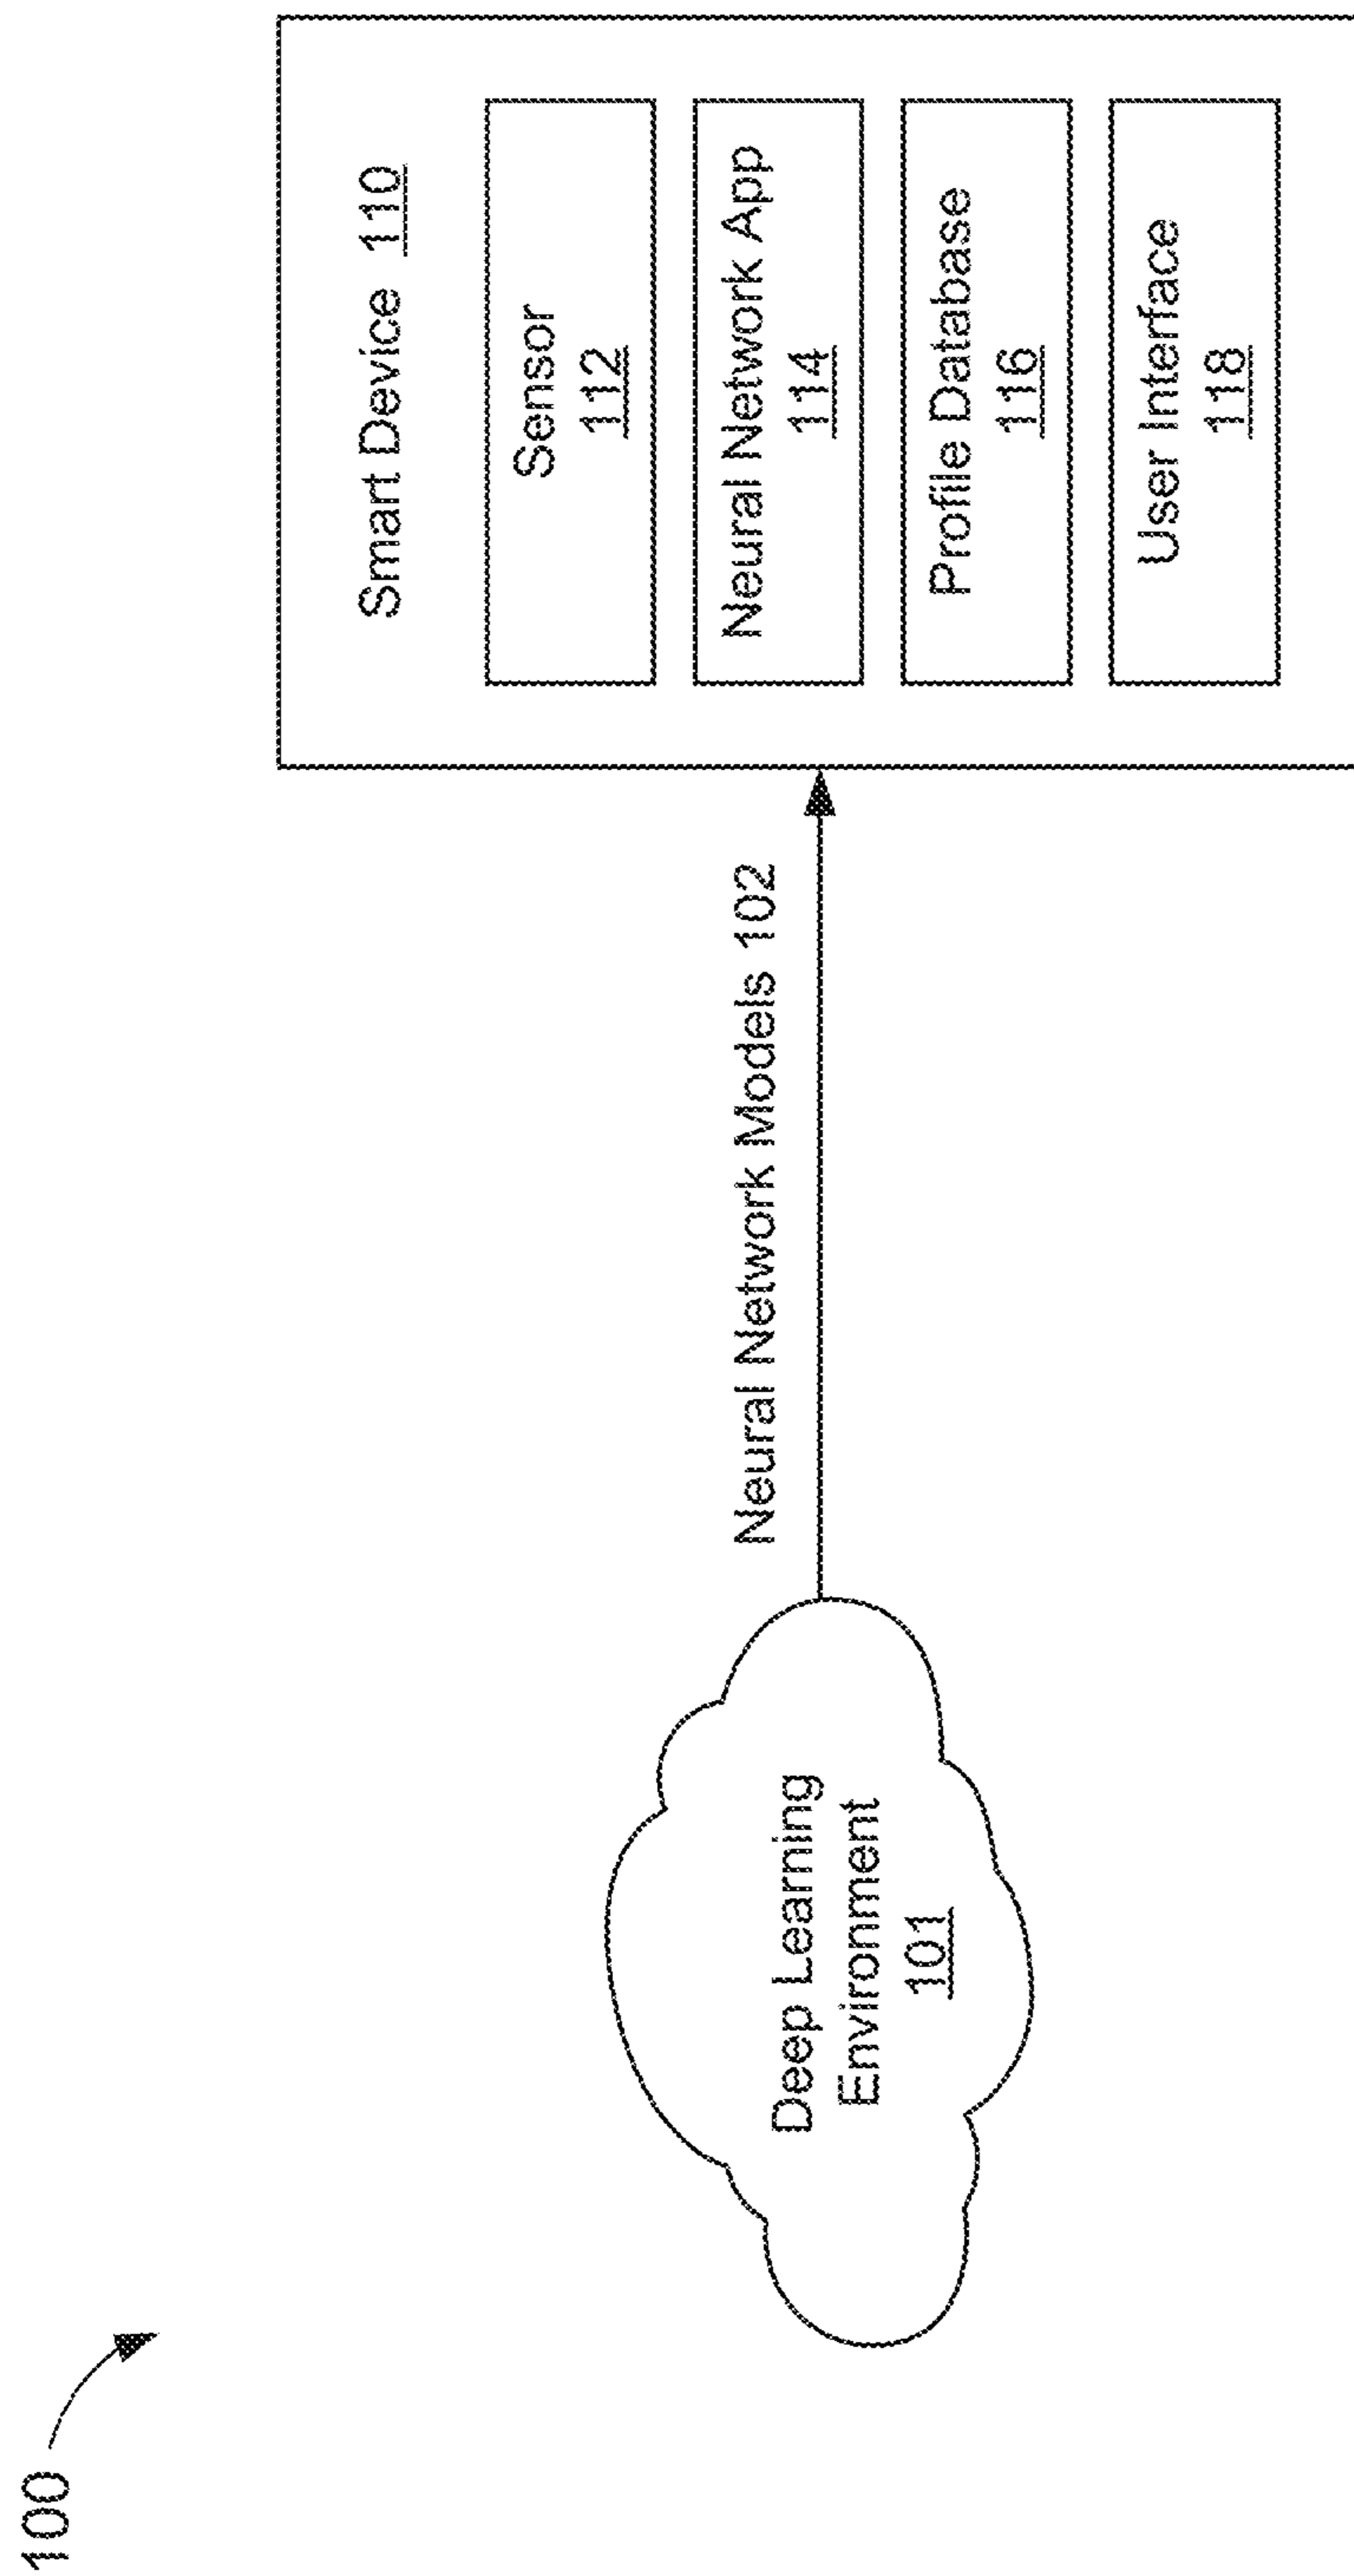 100
Deep Learning
Environment
101
Neural Network Models 102
Smart Device 110
Sensor
112
Neural Network App
114
Profile Database
116
User Interface
118